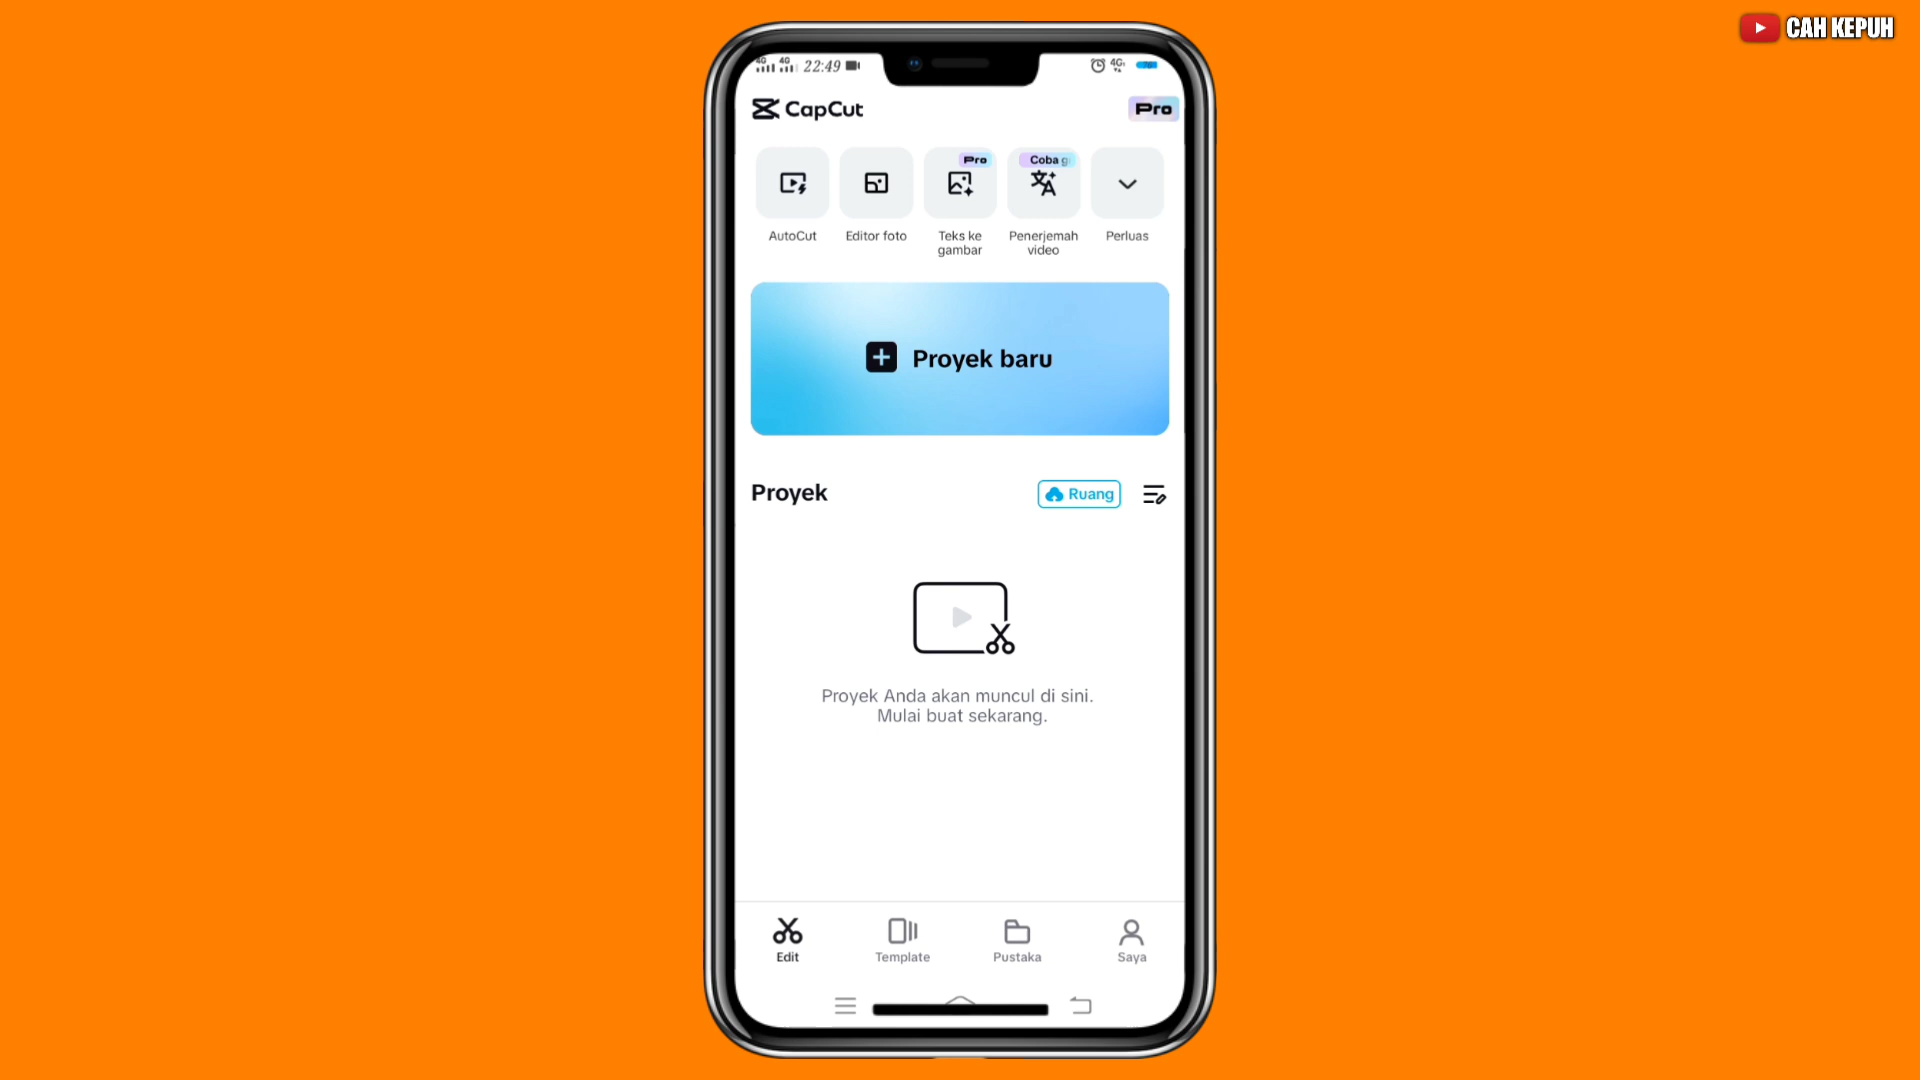 CAH KEPUH
22:49
CapCut
Pro
Pro
AutoCut
Editor foto
Teks ke
gambar
Penerjemah
video
Perluas
Coba g
Proyek baru
Proyek
Ruang
Proyek Anda akan muncul di sini.
Mulai buat sekarang.
Edit
Template
Pustaka
Saya